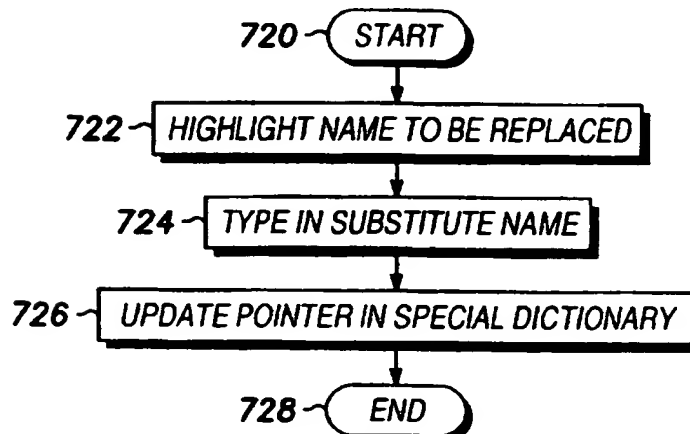 720 START
722 HIGHLIGHT NAME TO BE REPLACED
724 TYPE IN SUBSTITUTE NAME
726 UPDATE POINTER IN SPECIAL DICTIONARY
728 END